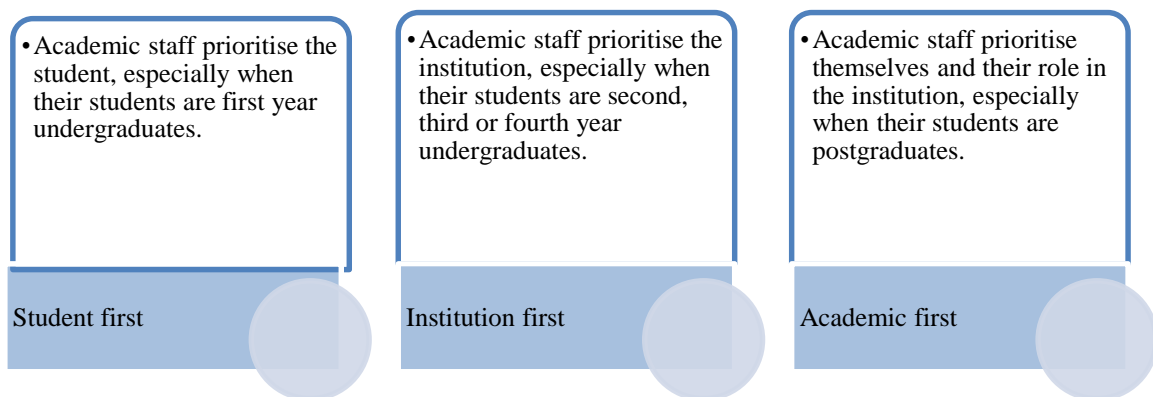 •Academic staff prioritise the
student, especially when
their students are first year
undergraduates.
Student first
•Academic staff prioritise the
institution, especially when
their students are second,
third or fourth year
undergraduates.
Institution first
•Academic staff prioritise
themselves and their role in
the institution, especially
when their students are
postgraduates.
Academic first